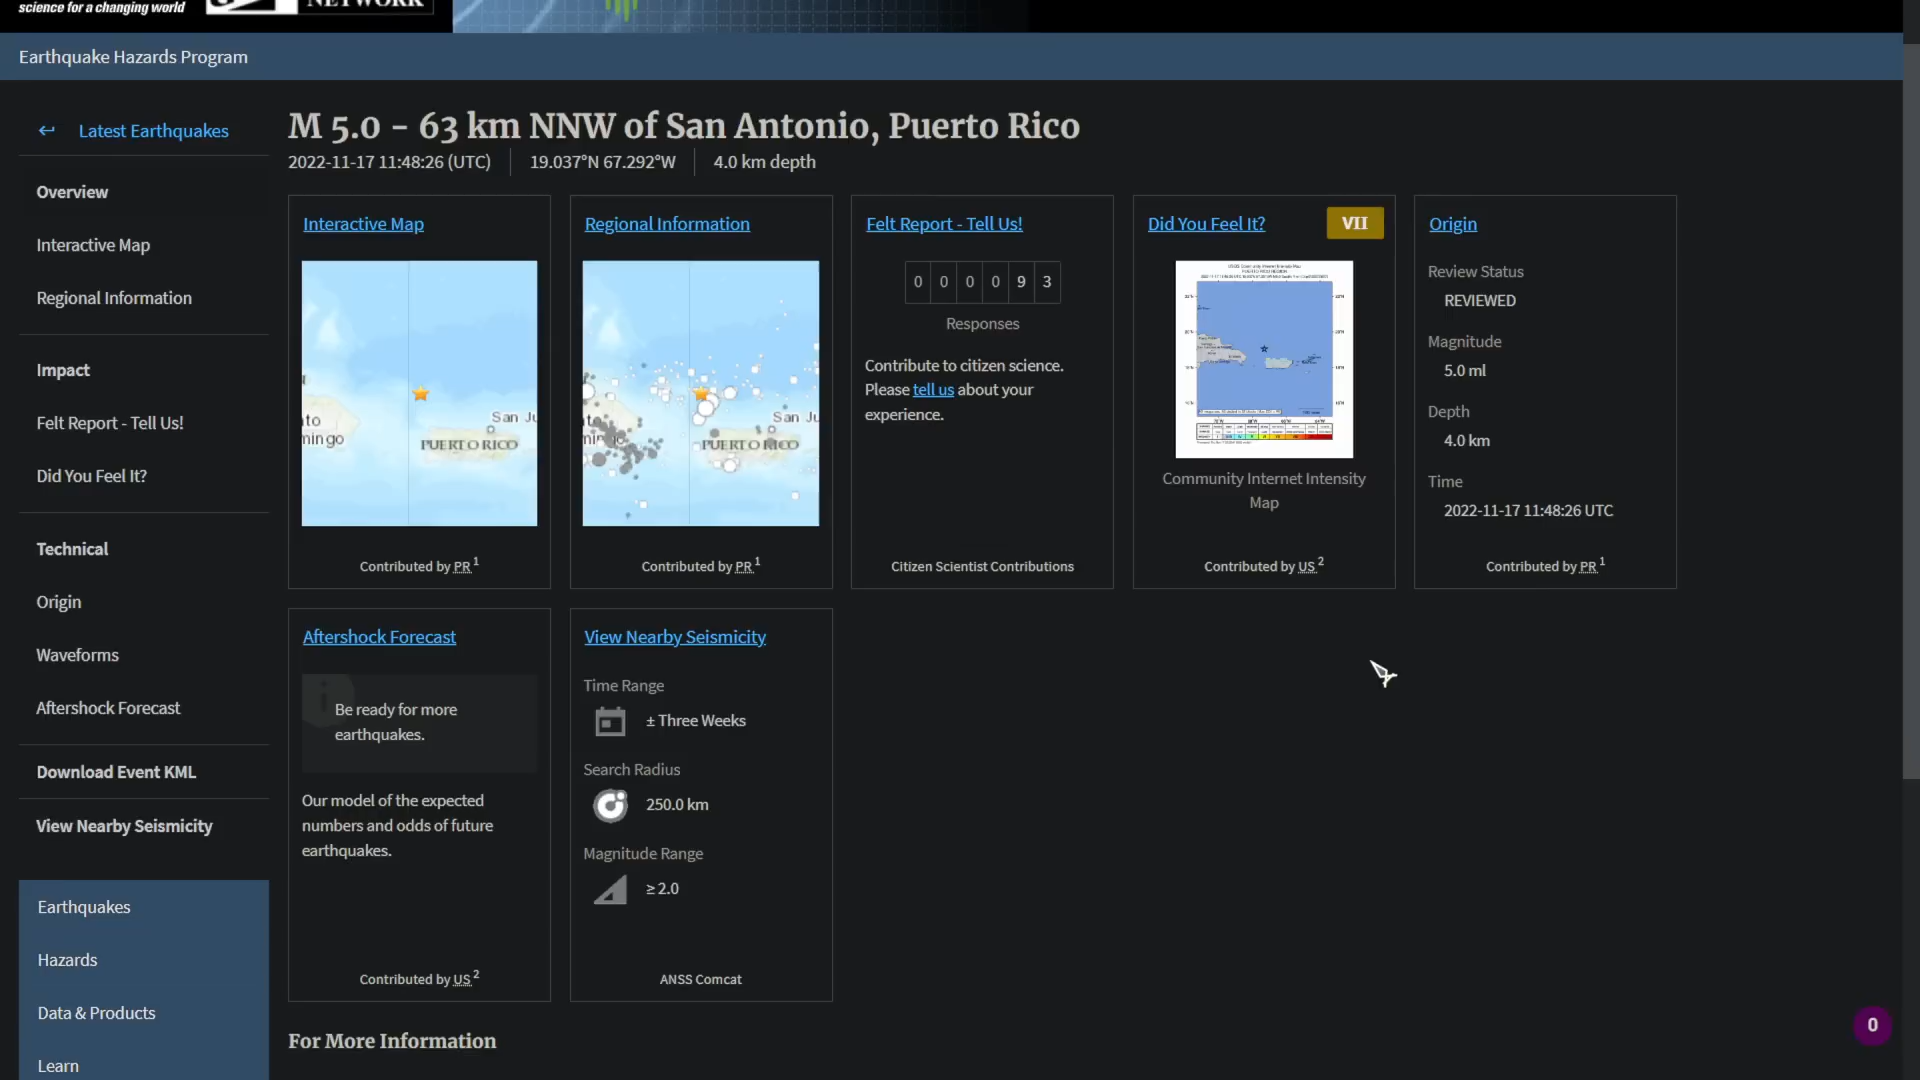 science for a changing world
NETWORK
Earthquake Hazards Program
Latest Earthquakes
Overview
Interactive Map
Regional Information
Impact
Felt Report - Tell Us!
Did You Feel It?
Technical
Origin
Waveforms
Aftershock Forecast
Download Event KML
View Nearby Seismicity
Earthquakes
Hazards
Data & Products
Learn
M 5.0 - 63 km NNW of San Antonio, Puerto Rico
2022-11-17 11:48:26 (UTC)
19.037°N 67.292°W
4.0 km depth
Interactive Map
San Ju
PUERTO RICO
Contributed by PR 1
Regional Information
San Ju
PUERTO RICO
Contributed by PR 1
Felt Report - Tell Us!
0 0 0 0 9 3
Responses
Contribute to citizen science.
Please tell us about your
experience.
Citizen Scientist Contributions
Did You Feel It?
VII
Community Internet Intensity
Map
Contributed by US 2
Origin
Review Status
REVIEWED
Magnitude
5.0 ml
Depth
4.0 km
Time
2022-11-17 11:48:26 UTC
Contributed by PR 1
Aftershock Forecast
Be ready for more
earthquakes.
Our model of the expected
numbers and odds of future
earthquakes.
Contributed by US 2
View Nearby Seismicity
Time Range
± Three Weeks
Search Radius
250.0 km
Magnitude Range
≥ 2.0
ANSS Comcat
For More Information
0